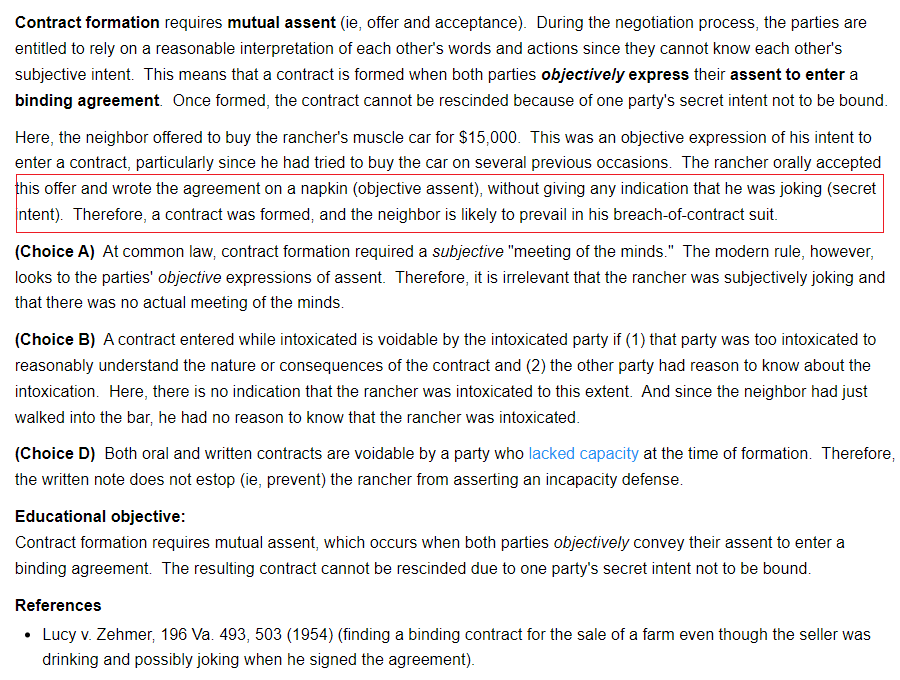 Contract formation requires mutual assent (ie, offer and acceptance). During the negotiation process, the parties are
entitled to rely on a reasonable interpretation of each other's words and actions since they cannot know each other's
subjective intent. This means that a contract is formed when both parties objectively express their assent to enter a
binding agreement. Once formed, the contract cannot be rescinded because of one party's secret intent not to be bound.
Here, the neighbor offered to buy the rancher's muscle car for $15,000. This was an objective expression of his intent to
enter a contract, particularly since he had tried to buy the car on several previous occasions. The rancher orally accepted
this offer and wrote the agreement on a napkin (objective assent), without giving any indication that he was joking (secret
intent). Therefore, a contract was formed, and the neighbor is likely to prevail in his breach-of-contract suit.
(Choice A) At common law, contract formation required a subjective "meeting of the minds." The modern rule, however,
looks to the parties' objective expressions of assent. Therefore, it is irrelevant that the rancher was subjectively joking and
that there was no actual meeting of the minds.
(Choice B) A contract entered while intoxicated is voidable by the intoxicated party if (1) that party was too intoxicated to
reasonably understand the nature or consequences of the contract and (2) the other party had reason to know about the
intoxication. Here, there is no indication that the rancher was intoxicated to this extent. And since the neighbor had just
walked into the bar, he had no reason to know that the rancher was intoxicated.
(Choice D) Both oral and written contracts are voidable by a party who lacked capacity at the time of formation. Therefore,
the written note does not estop (ie, prevent) the rancher from asserting an incapacity defense.
Educational objective:
Contract formation requires mutual assent, which occurs when both parties objectively convey their assent to enter a
binding agreement. The resulting contract cannot be rescinded due to one party's secret intent not to be bound.
References
• Lucy v. Zehmer, 196 Va. 493, 503 (1954) (finding a binding contract for the sale of a farm even though the seller was
drinking and possibly joking when he signed the agreement).